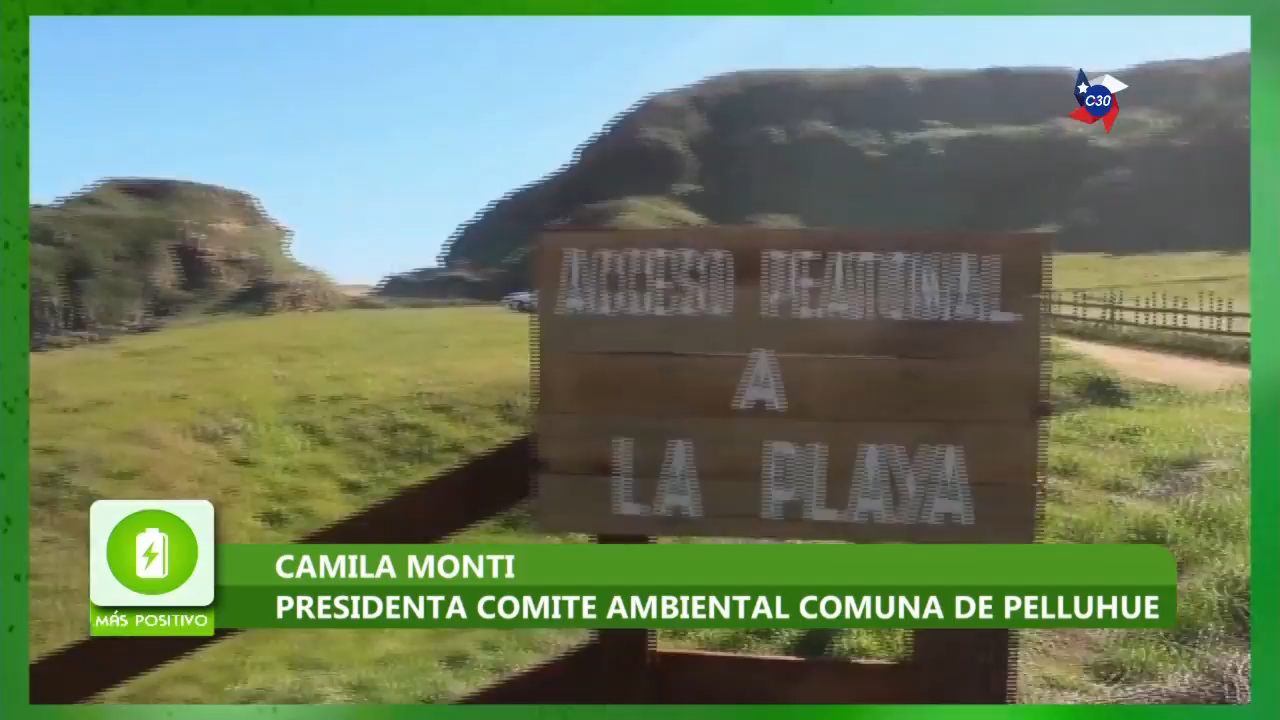 C30
ACCESO PEATONAL
A
LA PLAYA
CAMILA MONTI
PRESIDENTA COMITE AMBIENTAL COMUNA DE PELLUHUE
MÁS POSITIVO